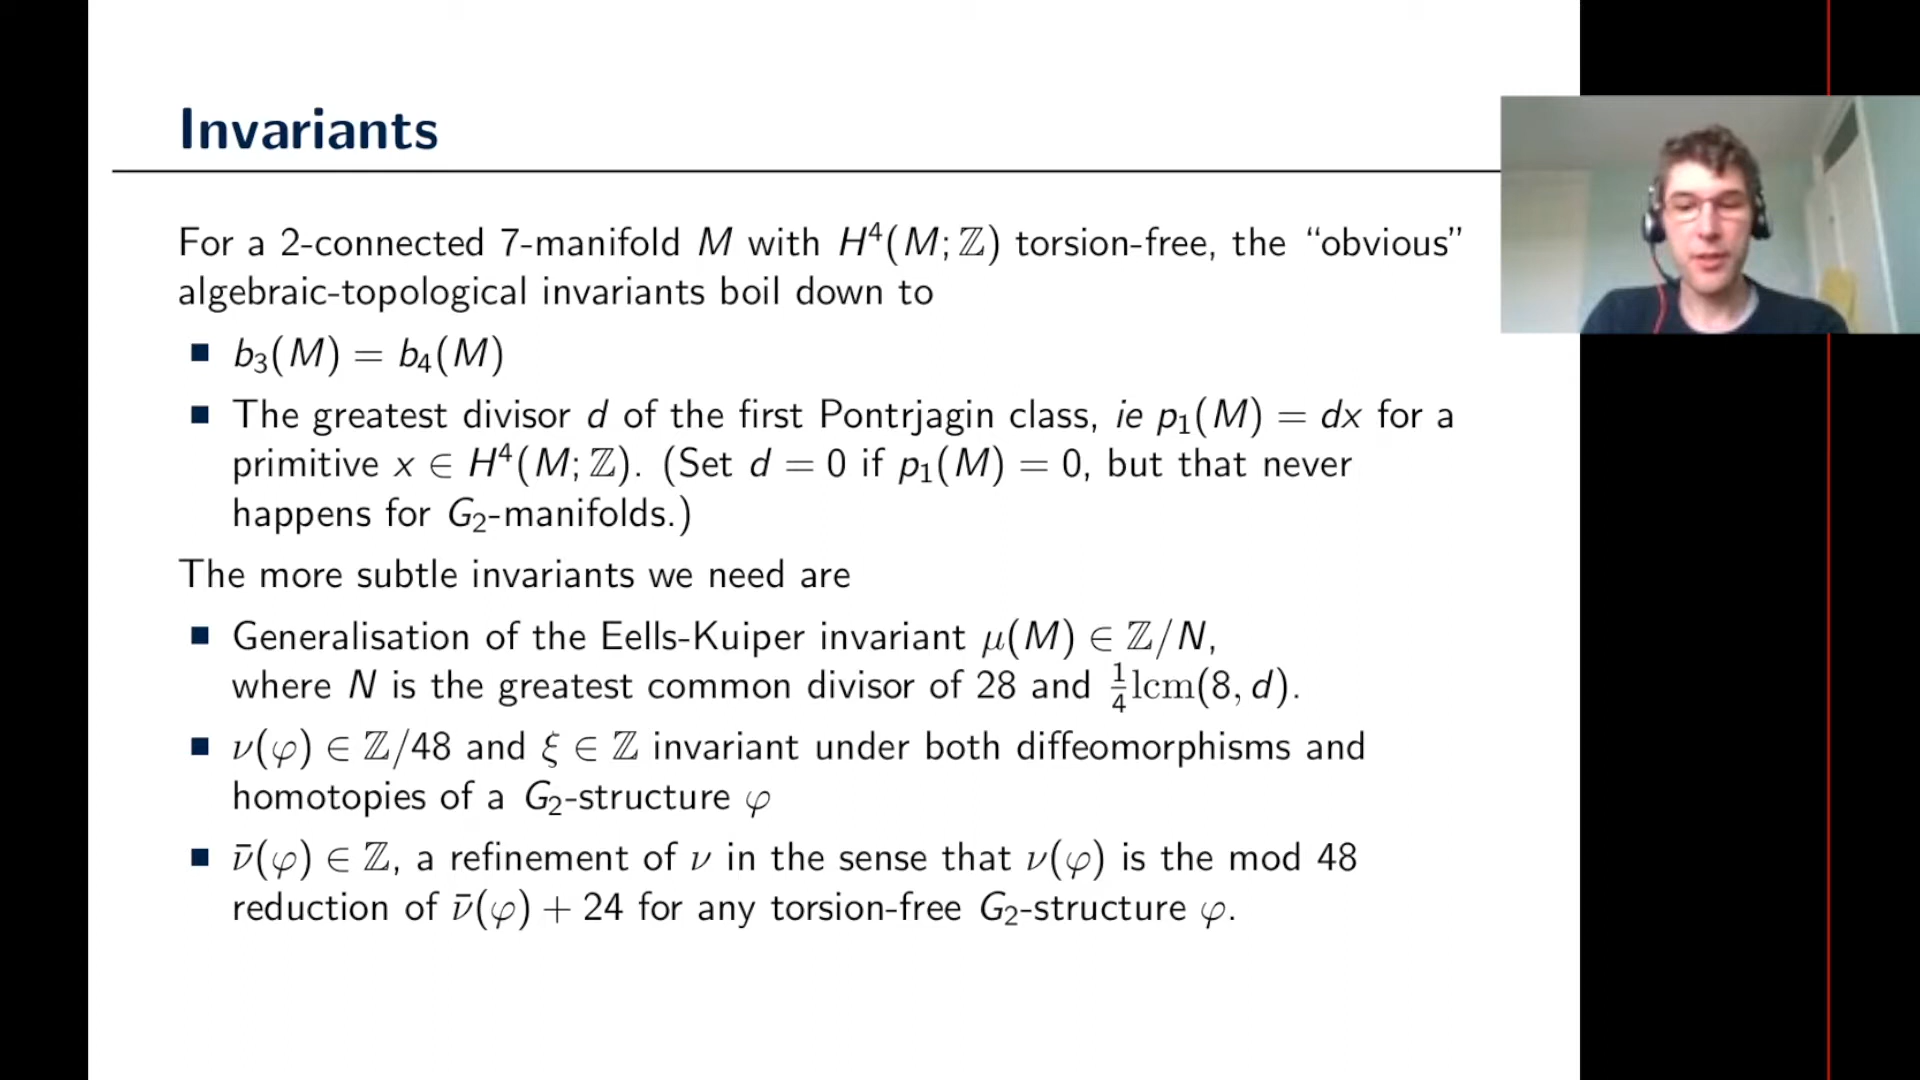 Invariants
For a 2-connected 7-manifold M with H⁴(M; ℤ) torsion-free, the “obvious”
algebraic-topological invariants boil down to
■ b₃(M) = b₄(M)
■ The greatest divisor d of the first Pontrjagin class, ie p₁(M) = dx for a
primitive x ∈ H⁴(M; ℤ). (Set d = 0 if p₁(M) = 0, but that never
happens for G₂-manifolds.)
The more subtle invariants we need are
■ Generalisation of the Eells-Kuiper invariant μ(M) ∈ ℤ/N,
where N is the greatest common divisor of 28 and ¼lcm(8, d).
■ ν(φ) ∈ ℤ/48 and ξ ∈ ℤ invariant under both diffeomorphisms and
homotopies of a G₂-structure φ
■ ν̄(φ) ∈ ℤ, a refinement of ν in the sense that ν(φ) is the mod 48
reduction of ν̄(φ) + 24 for any torsion-free G₂-structure φ.